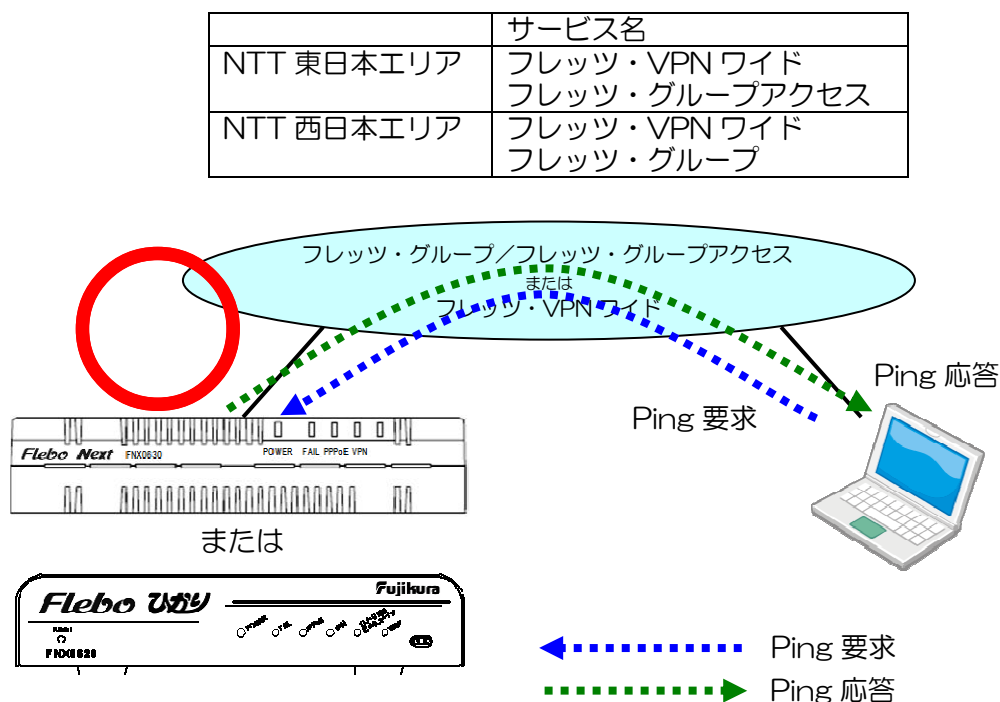 サービス名
NTT 東日本エリア フレッツ・VPN ワイド
フレッツ・グループアクセス
NTT 西日本エリア フレッツ・VPN ワイド
フレッツ・グループ
フレッツ・グループ／フレッツ・グループアクセス
または
フレッツ・VPN ワイド
Ping 応答
Ping 要求
Flebo Next FNX0630 POWER FAIL PPPoE VPN
または
Fujikura
Flebo ひかり
POWER FAIL PPPoE VPN
FNX0620
Ping 要求
Ping 応答